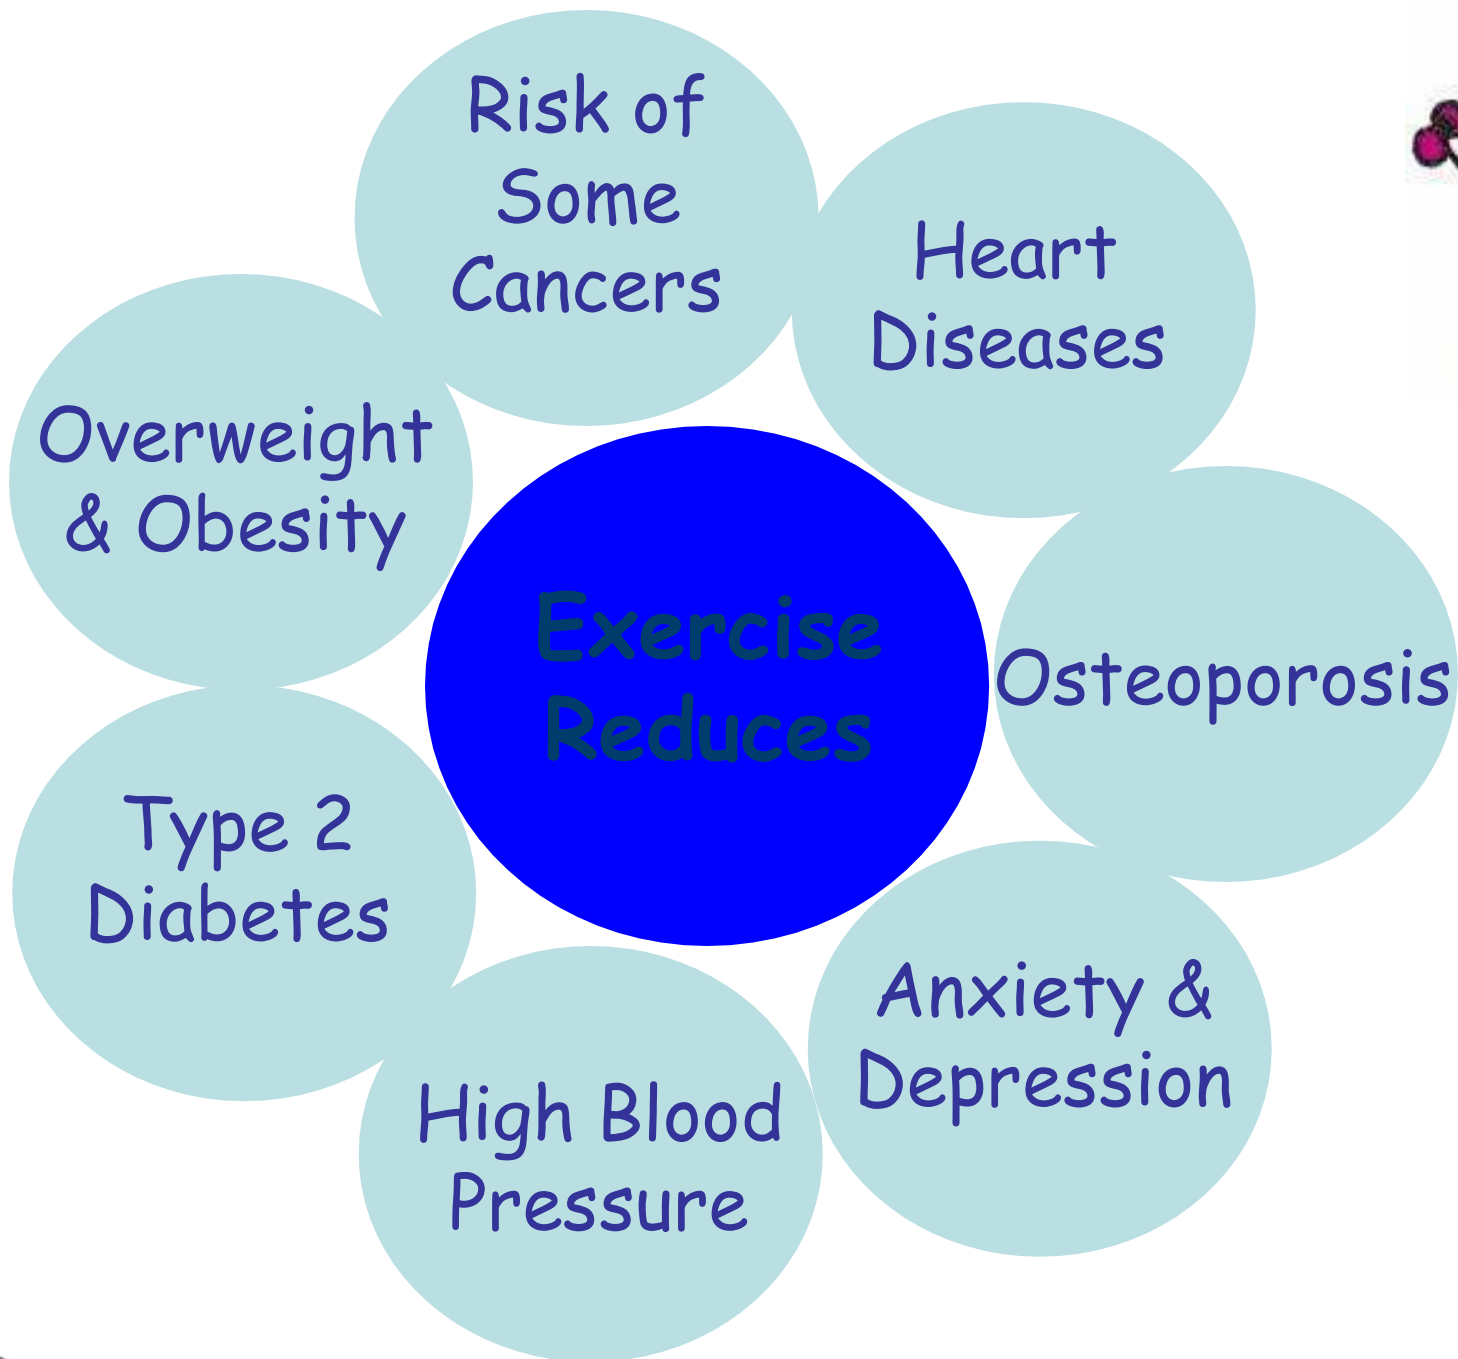 Risk of
Some
Cancers
Heart
Diseases
Overweight
& Obesity
Exercise
Reduces
Osteoporosis
Type 2
Diabetes
Anxiety &
Depression
High Blood
Pressure